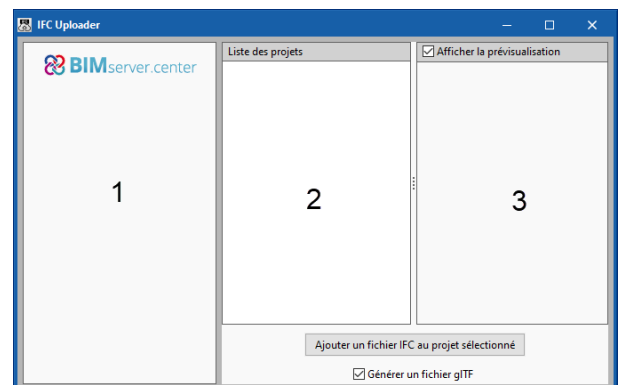 IFC Uploader
BIMserver.center
Liste des projets
Afficher la prévisualisation
1
2
3
Ajouter un fichier IFC au projet sélectionné
Générer un fichier glTF